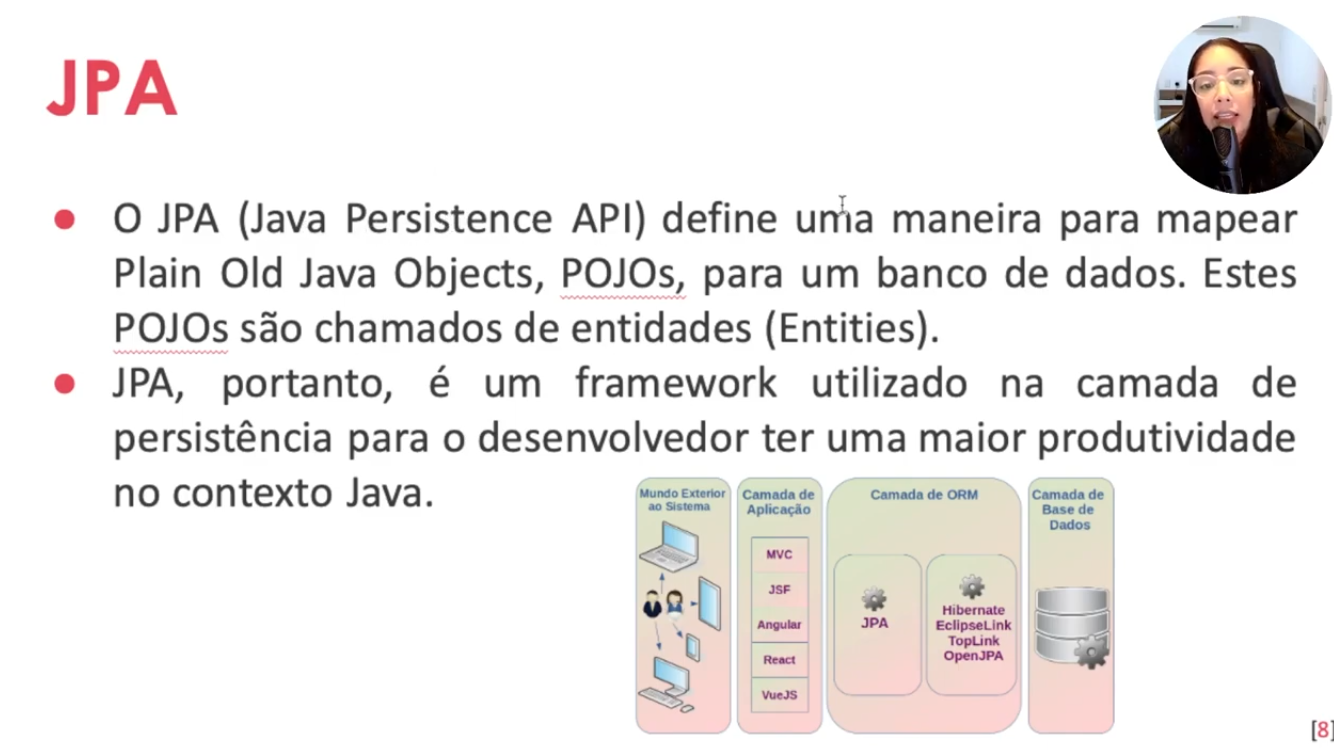 JPA
● O JPA (Java Persistence API) define uma maneira para mapear
Plain Old Java Objects, POJOs, para um banco de dados. Estes
POJOs são chamados de entidades (Entities).
● JPA, portanto, é um framework utilizado na camada de
persistência para o desenvolvedor ter uma maior produtividade
no contexto Java.
Mundo Exterior
ao Sistema
Camada de
Aplicação
MVC
JSF
Angular
React
VueJS
Camada de ORM
JPA
Hibernate
EclipseLink
TopLink
OpenJPA
Camada de
Base de
Dados
[8]